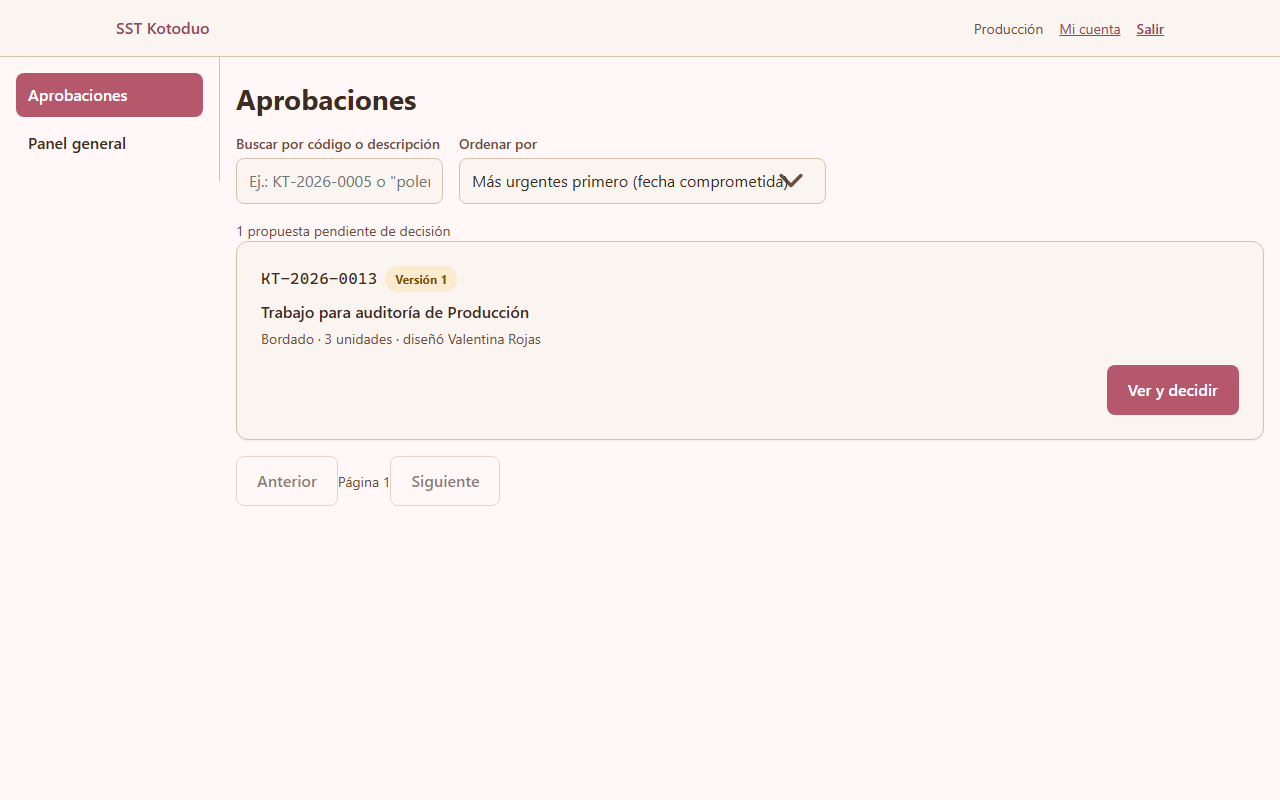 SST Kotoduo
Producción Mi cuenta Salir
Aprobaciones
Panel general
Aprobaciones
Buscar por código o descripción
Ordenar por
Ej.: KT-2026-0005 o "poler
Más urgentes primero (fecha comprometida)
1 propuesta pendiente de decisión
KT-2026-0013 Versión 1
Trabajo para auditoría de Producción
Bordado · 3 unidades · diseñó Valentina Rojas
Ver y decidir
Anterior Página 1 Siguiente